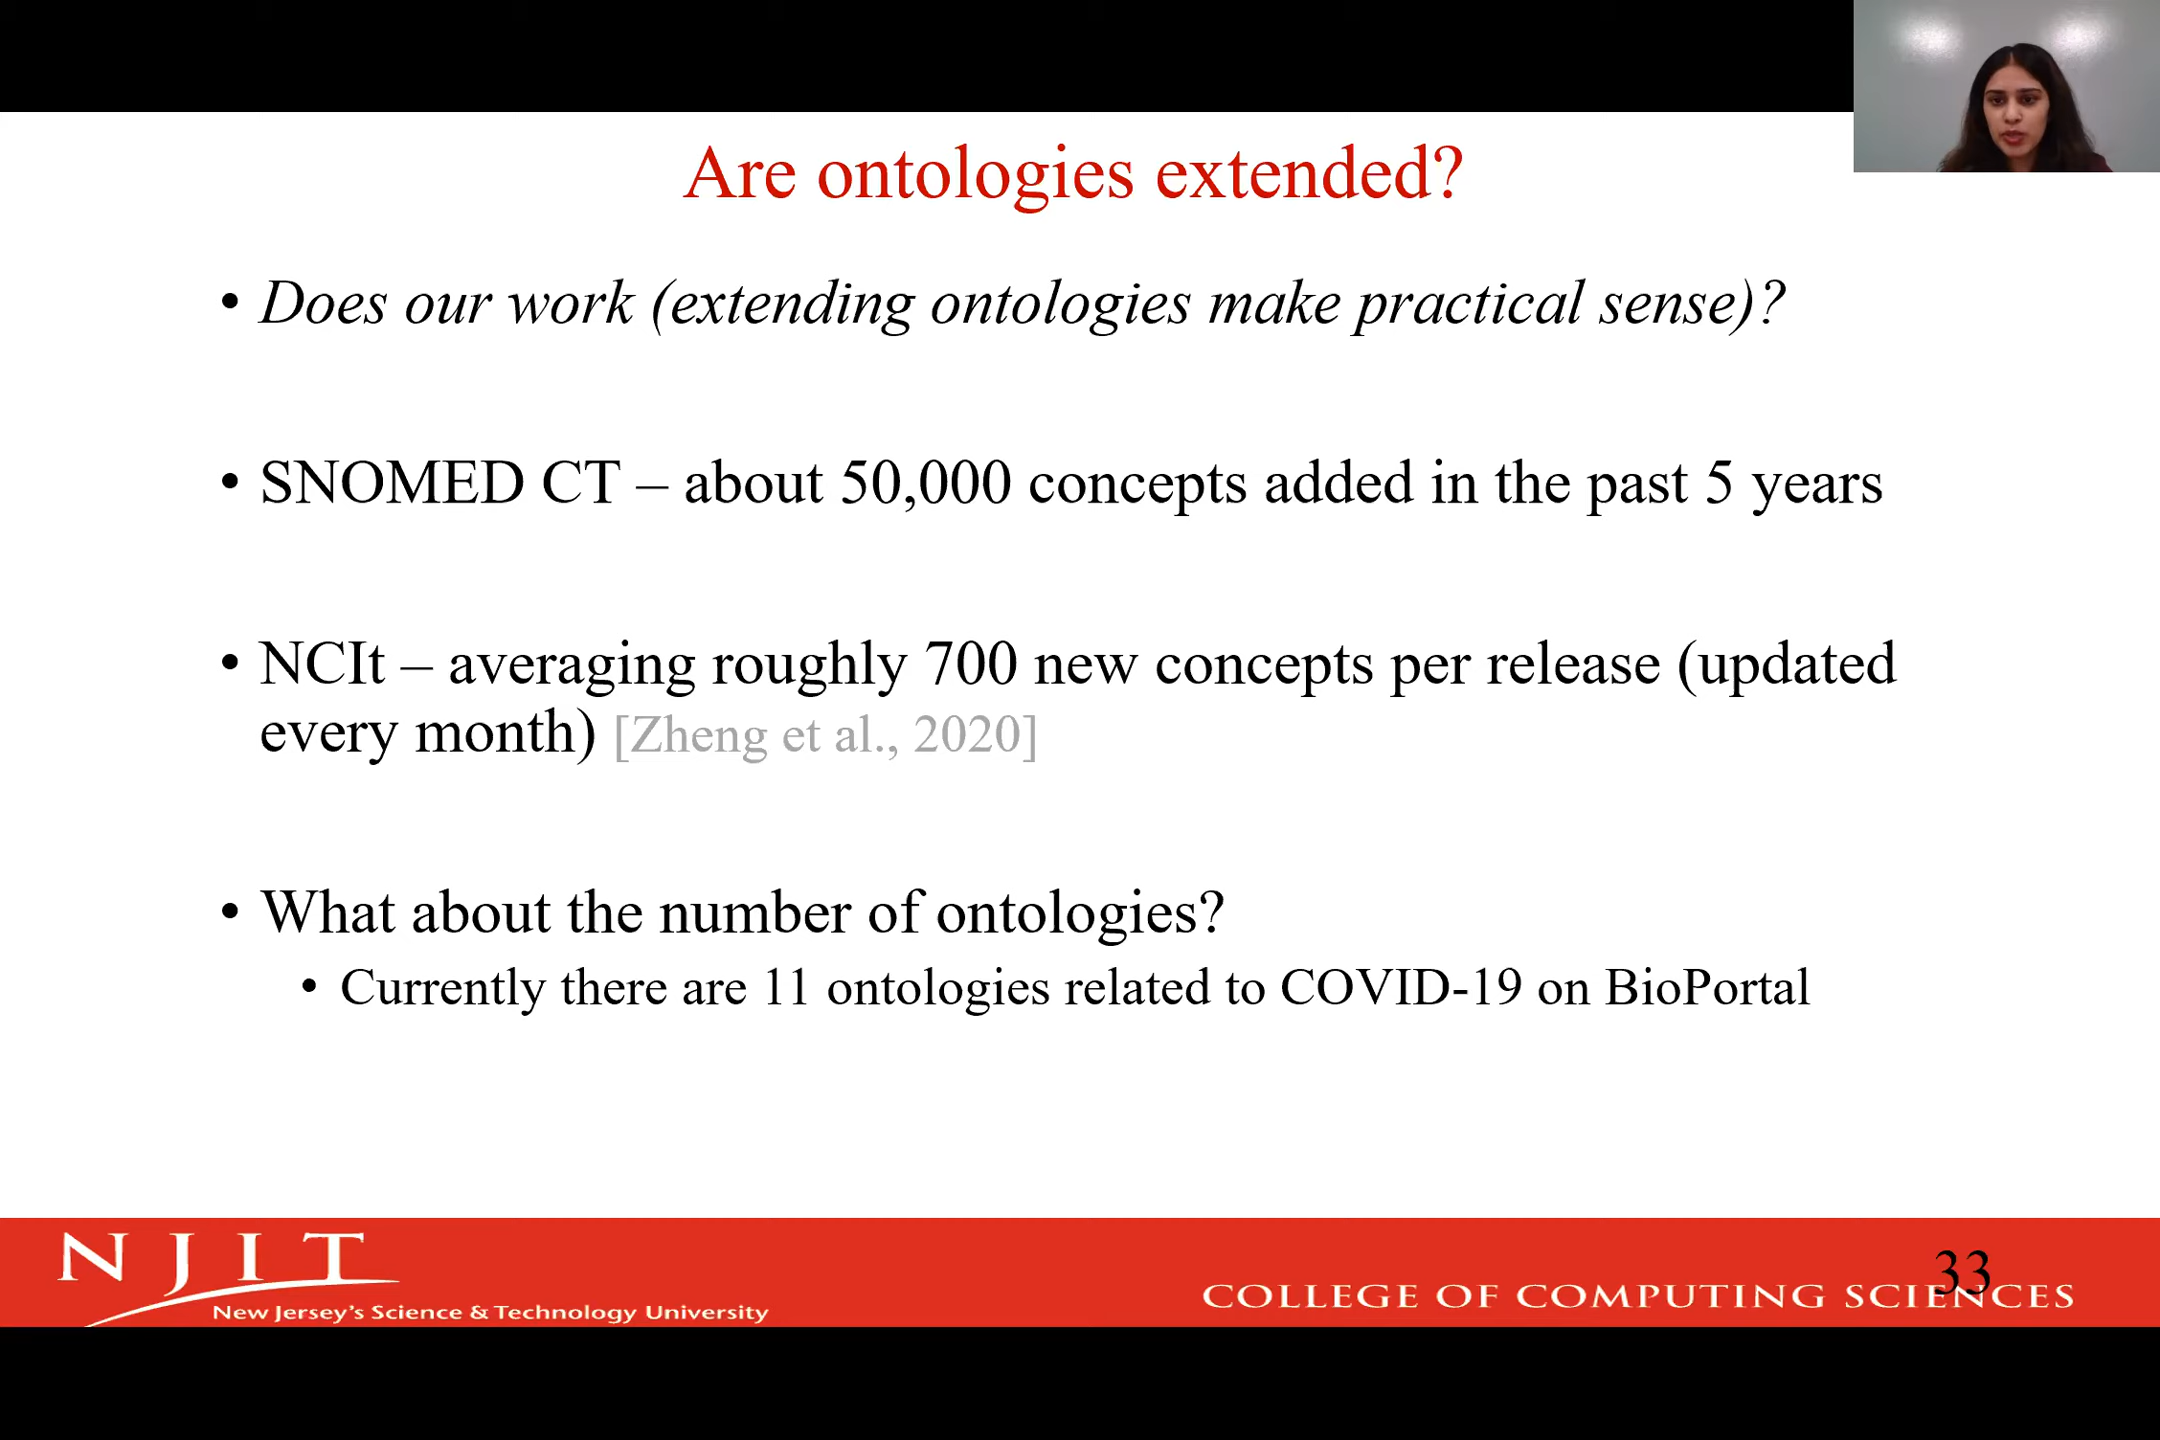 Are ontologies extended?
• Does our work (extending ontologies make practical sense)?
• SNOMED CT – about 50,000 concepts added in the past 5 years
• NCIt – averaging roughly 700 new concepts per release (updated
every month) [Zheng et al., 2020]
• What about the number of ontologies?
• Currently there are 11 ontologies related to COVID-19 on BioPortal
NJIT
New Jersey's Science & Technology University
33
COLLEGE OF COMPUTING SCIENCES